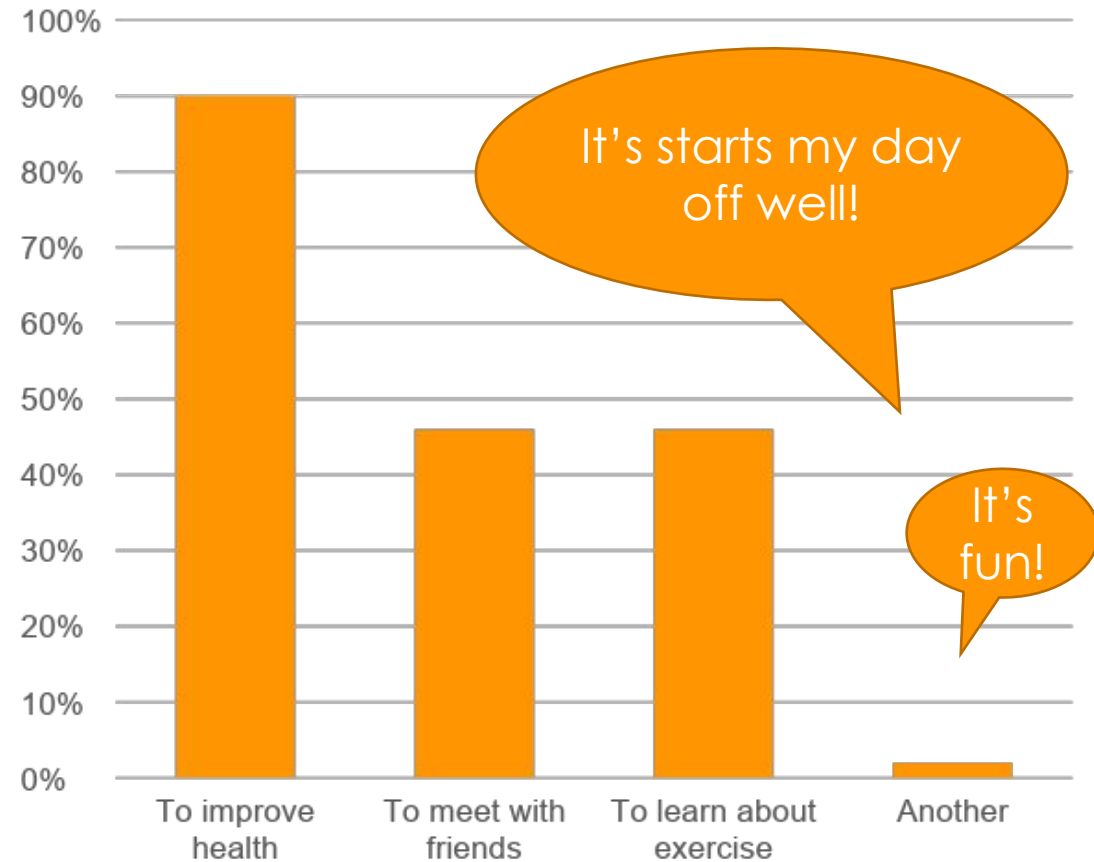 100%
90%
80%
70%
60%
50%
40%
30%
20%
10%
0%
It's starts my day
off well!
It's
fun!
To improve
health
To meet with
friends
To learn about
exercise
Another